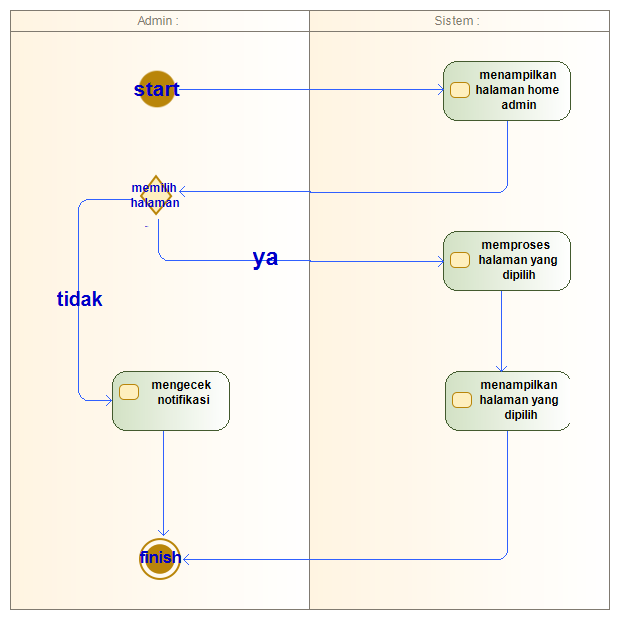 Admin :
Sistem :
start
menampilkan
halaman home
admin
memilih
halaman
-
ya
memproses
halaman yang
dipilih
tidak
mengecek
notifikasi
menampilkan
halaman yang
dipilih
finish